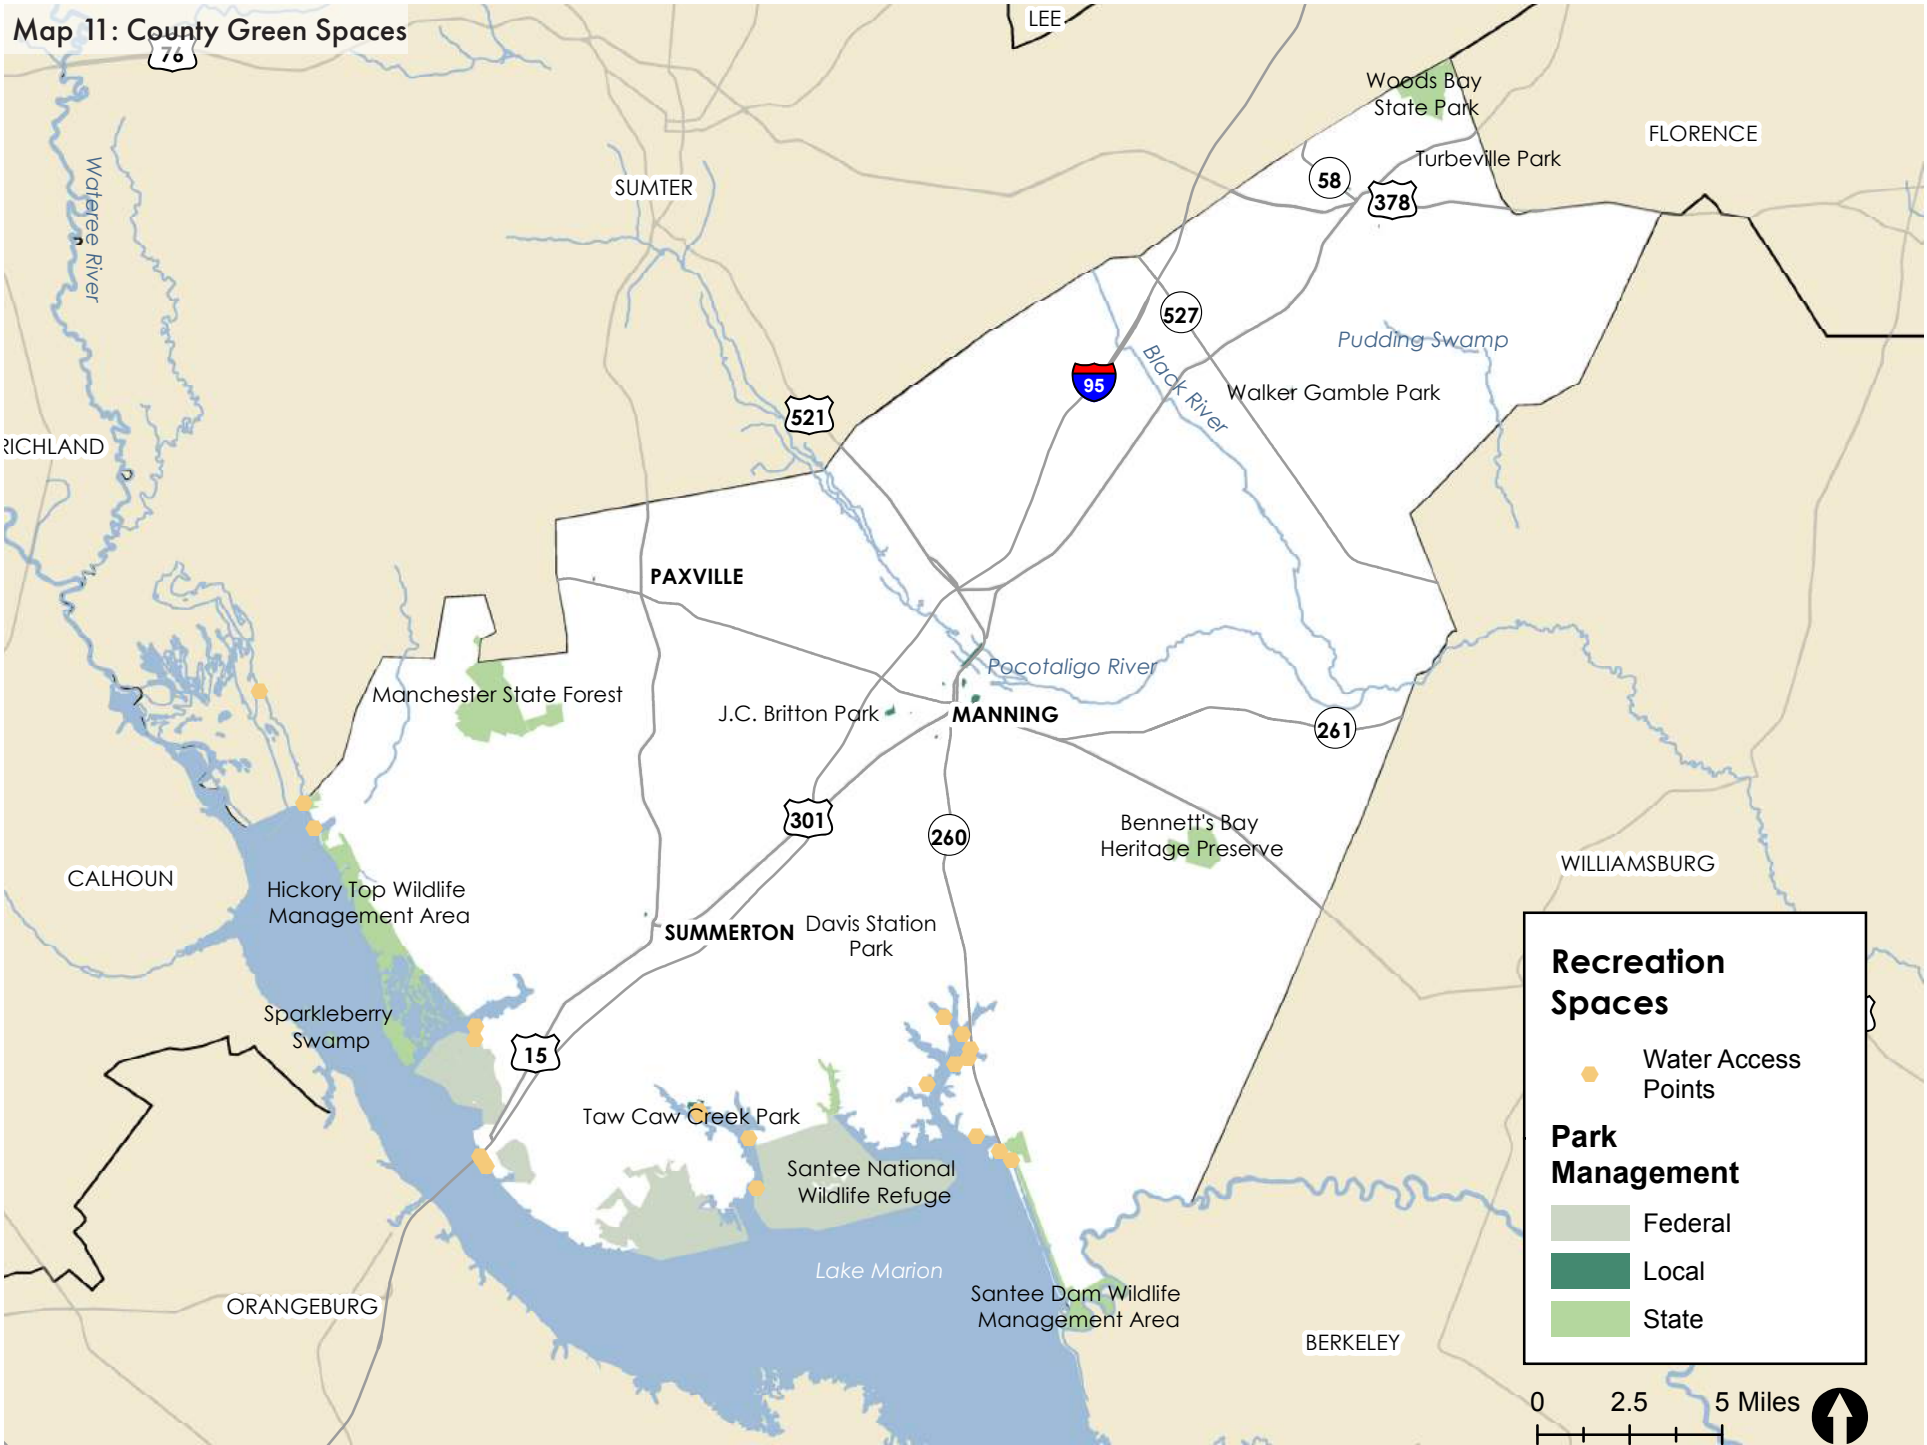 Map 11: County Green Spaces
76
LEE
Woods Bay
State Park
FLORENCE
Turbeville Park
58
378
SUMTER
Wateree River
527
Pudding Swamp
Black River
95
Walker Gamble Park
521
RICHLAND
PAXVILLE
Pocotaligo River
Manchester State Forest
J.C. Britton Park
MANNING
261
301
260
Bennett's Bay
Heritage Preserve
WILLIAMSBURG
CALHOUN
Hickory Top Wildlife
Management Area
SUMMERTON
Davis Station
Park
Sparkleberry
Swamp
15
Taw Caw Creek Park
Santee National
Wildlife Refuge
Lake Marion
Santee Dam Wildlife
Management Area
ORANGEBURG
BERKELEY
Recreation
Spaces
Water Access
Points
Park
Management
Federal
Local
State
0 2.5 5 Miles